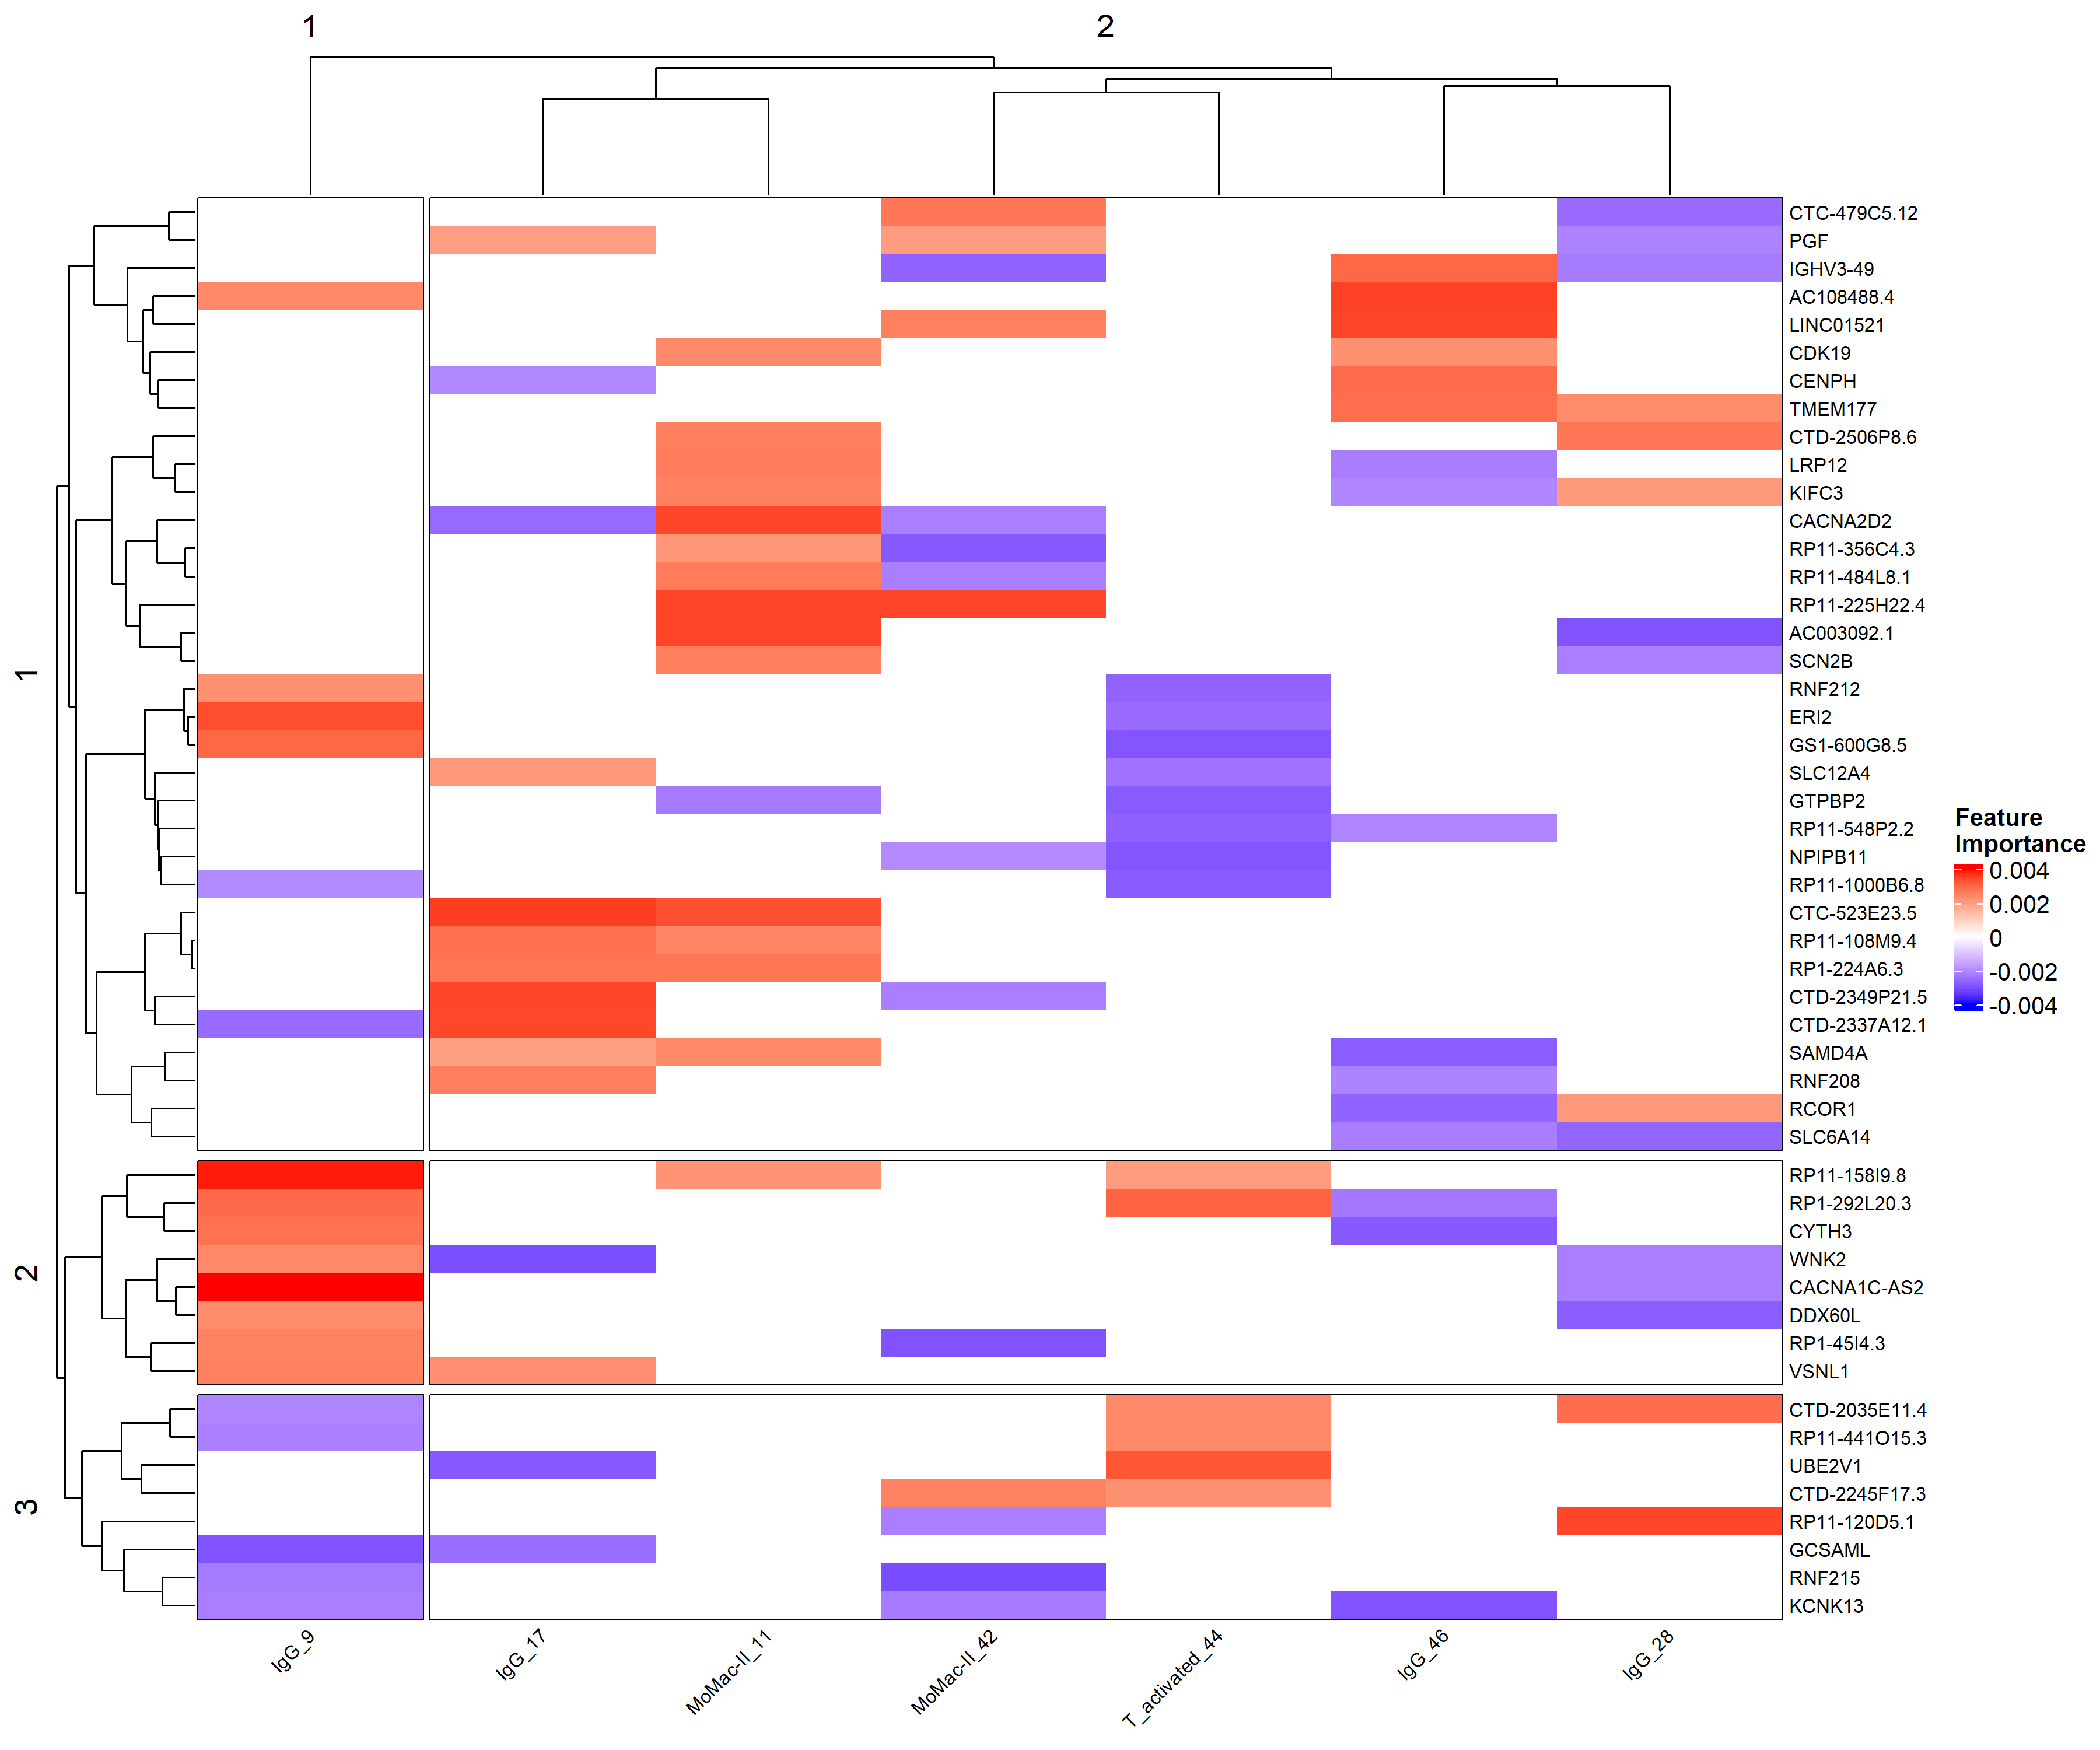 1
2
CTC-479C5.12
PGF
IGHV3-49
AC108488.4
LINC01521
CDK19
CENPH
TMEM177
CTD-2506P8.6
LRP12
KIFC3
CACNA2D2
RP11-356C4.3
RP11-484L8.1
RP11-225H22.4
AC003092.1
SCN2B
RNF212
ERI2
GS1-600G8.5
SLC12A4
GTPBP2
RP11-548P2.2
NPIPB11
RP11-1000B6.8
CTC-523E23.5
RP11-108M9.4
RP1-224A6.3
CTD-2349P21.5
CTD-2337A12.1
SAMD4A
RNF208
RCOR1
SLC6A14
RP11-158I9.8
RP1-292L20.3
CYTH3
WNK2
CACNA1C-AS2
DDX60L
RP1-45I4.3
VSNL1
CTD-2035E11.4
RP11-441O15.3
UBE2V1
CTD-2245F17.3
RP11-120D5.1
GCSAML
RNF215
KCNK13
1
2
3
IgG_9
IgG_17
MoMac-II_11
MoMac-II_42
T_activated_44
IgG_46
IgG_28
Feature
Importance
0.004
0.002
0
-0.002
-0.004